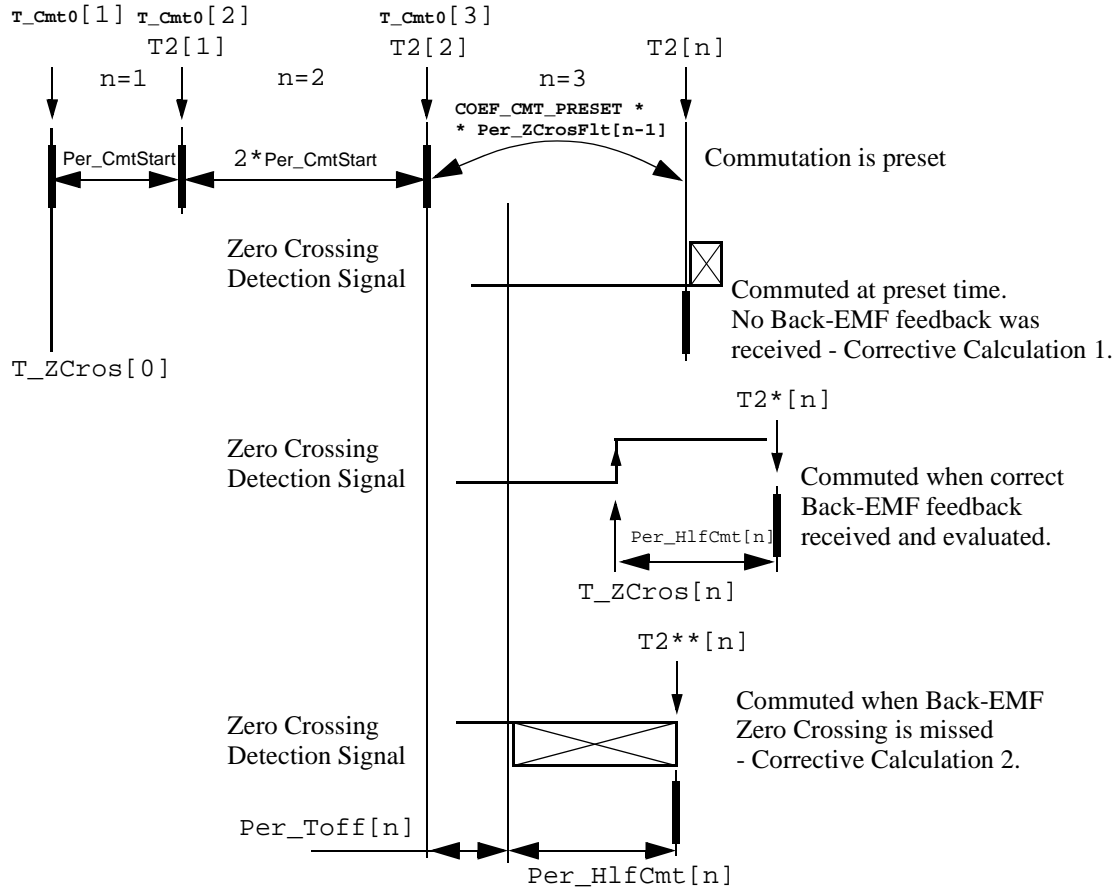 T_Cmt0[1] T_Cmt0[2] T_Cmt0[3]
T2[1] T2[2] T2[n]
n=1 n=2 n=3
COEF_CMT_PRESET *
* Per_ZCrosFlt[n-1]
Per_CmtStart 2*Per_CmtStart
Commutation is preset
Zero Crossing
Detection Signal
Commuted at preset time.
No Back-EMF feedback was
received - Corrective Calculation 1.
T_ZCros[0]
T2*[n]
Zero Crossing
Detection Signal
Commuted when correct
Back-EMF feedback
received and evaluated.
Per_HlfCmt[n]
T_ZCros[n]
T2**[n]
Zero Crossing
Detection Signal
Commuted when Back-EMF
Zero Crossing is missed
- Corrective Calculation 2.
Per_Toff[n]
Per_HlfCmt[n]